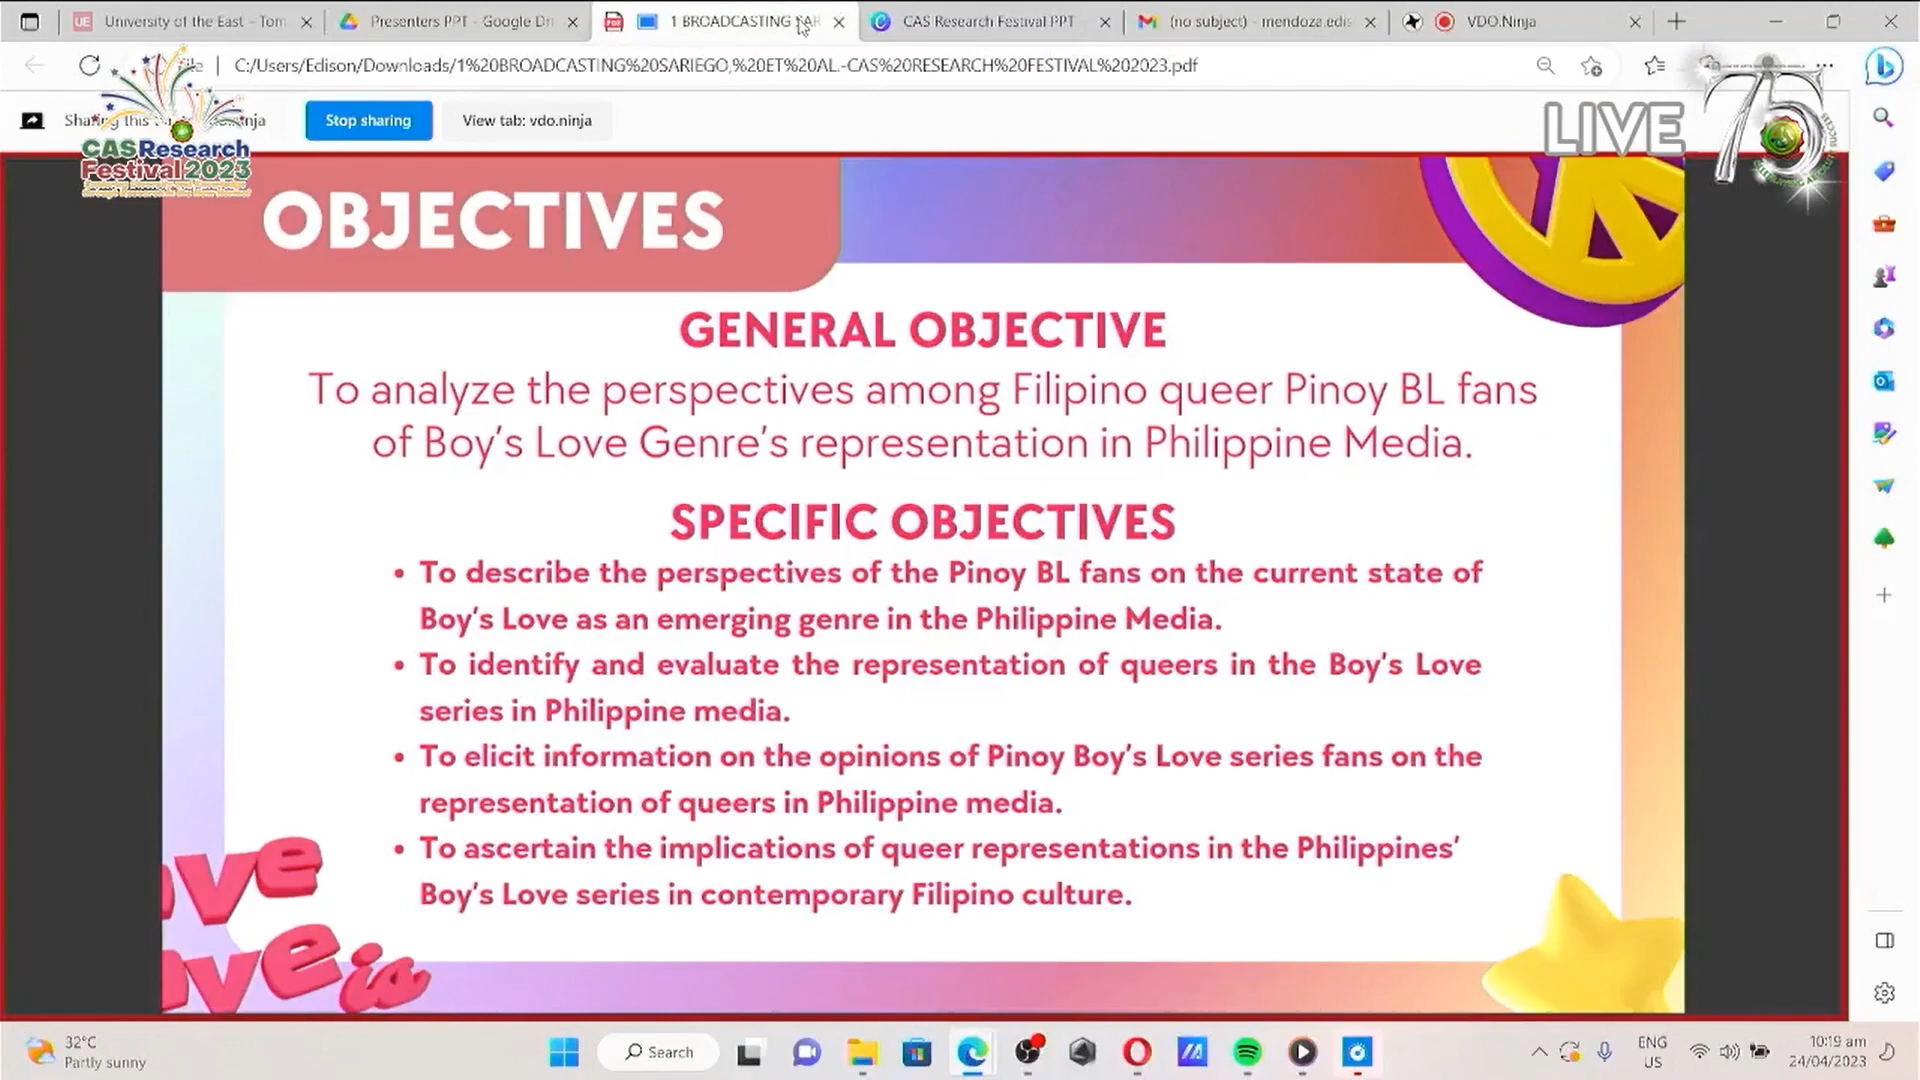 University of the East – Tom
Presenters PPT - Google Dri
1 BROADCASTING SAR
CAS Research Festival PPT
(no subject) – mendoza.edis
VDO.Ninja
C:/Users/Edison/Downloads/1%20BROADCASTING%20SARIEGO,%20ET%20AL.-CAS%20RESEARCH%20FESTIVAL%202023.pdf
Stop sharing
View tab: vdo.ninja
CASResearch
Festival 2023
LIVE 75
OBJECTIVES
GENERAL OBJECTIVE
To analyze the perspectives among Filipino queer Pinoy BL fans
of Boy's Love Genre's representation in Philippine Media.
SPECIFIC OBJECTIVES
• To describe the perspectives of the Pinoy BL fans on the current state of
Boy's Love as an emerging genre in the Philippine Media.
• To identify and evaluate the representation of queers in the Boy's Love
series in Philippine media.
• To elicit information on the opinions of Pinoy Boy's Love series fans on the
representation of queers in Philippine media.
• To ascertain the implications of queer representations in the Philippines'
Boy's Love series in contemporary Filipino culture.
ve
ve is
32°C
Partly sunny
Search
ENG
US
10:19 am
24/04/2023